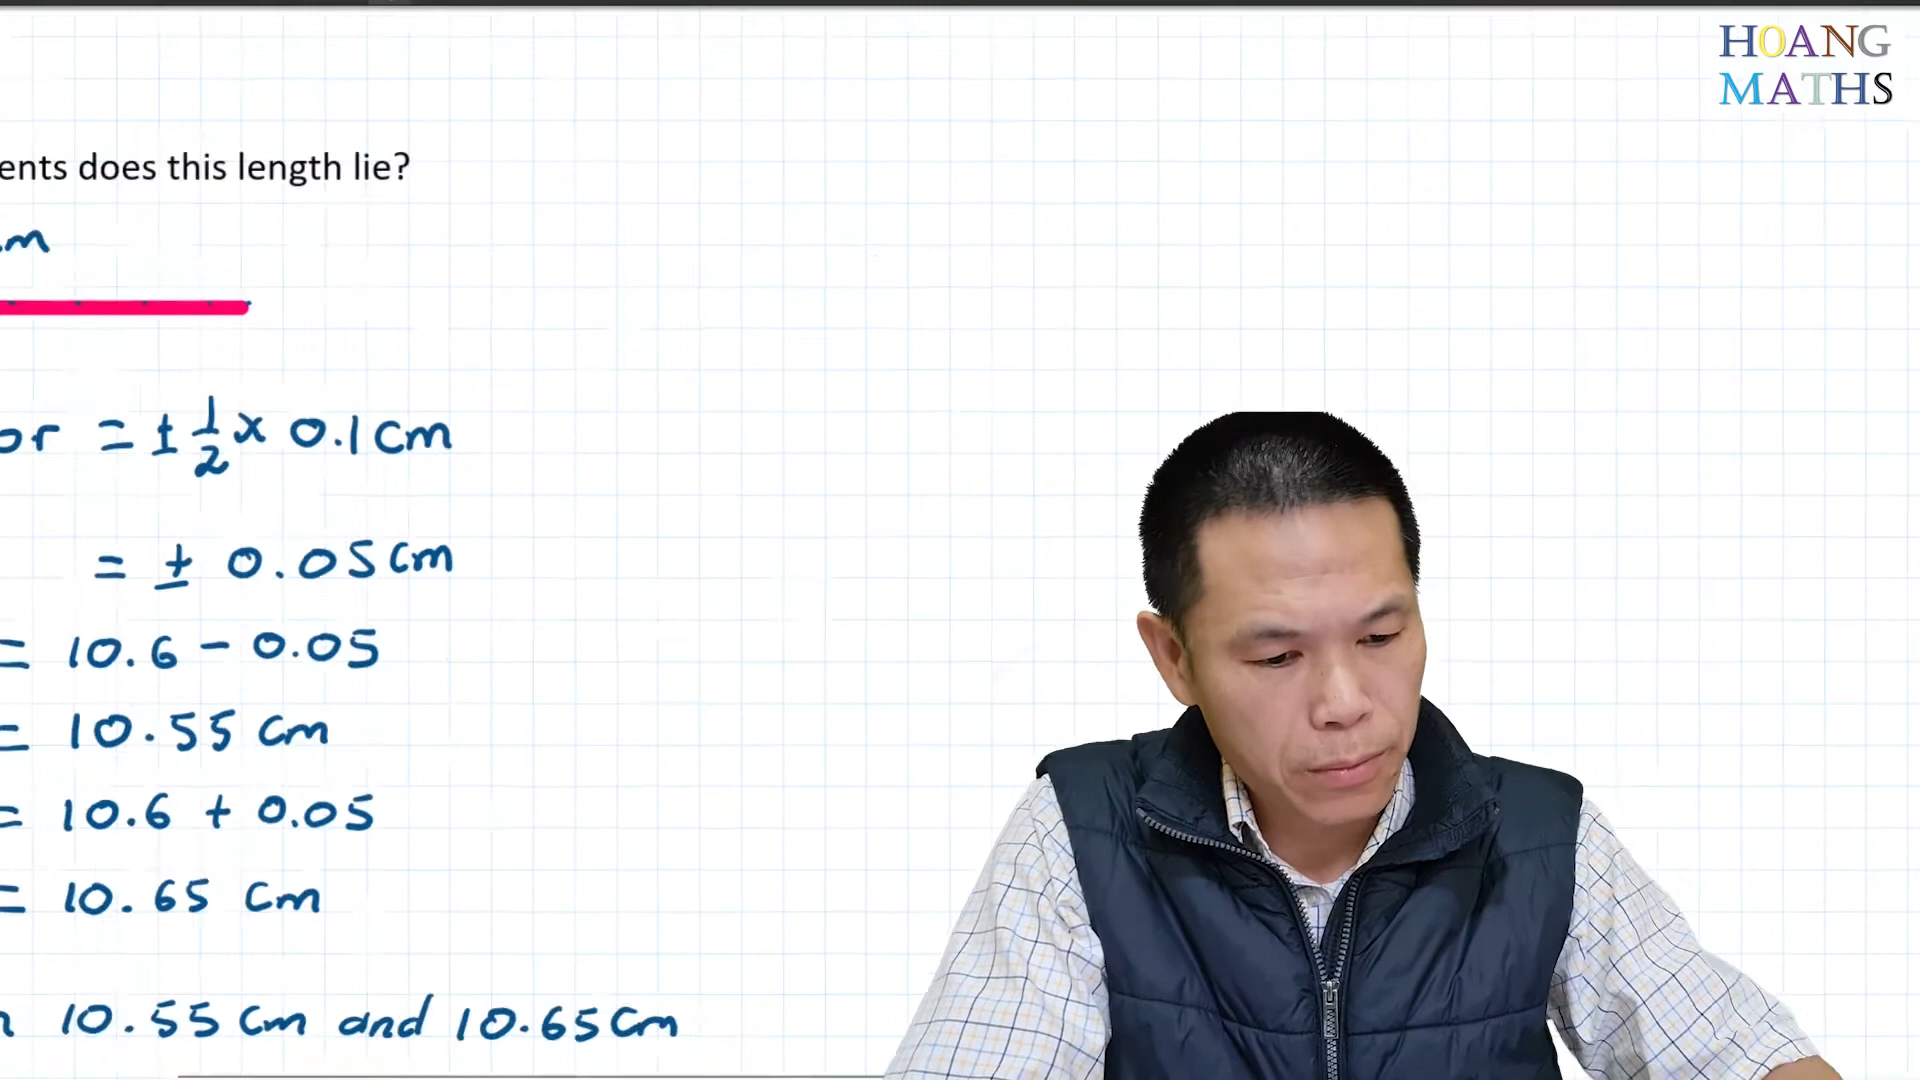 HOANG
MATHS
ents does this length lie?
m
or = ± 1/2 × 0.1 cm
= ± 0.05 cm
= 10.6 - 0.05
= 10.55 cm
= 10.6 + 0.05
= 10.65 cm
10.55 cm and 10.65 cm